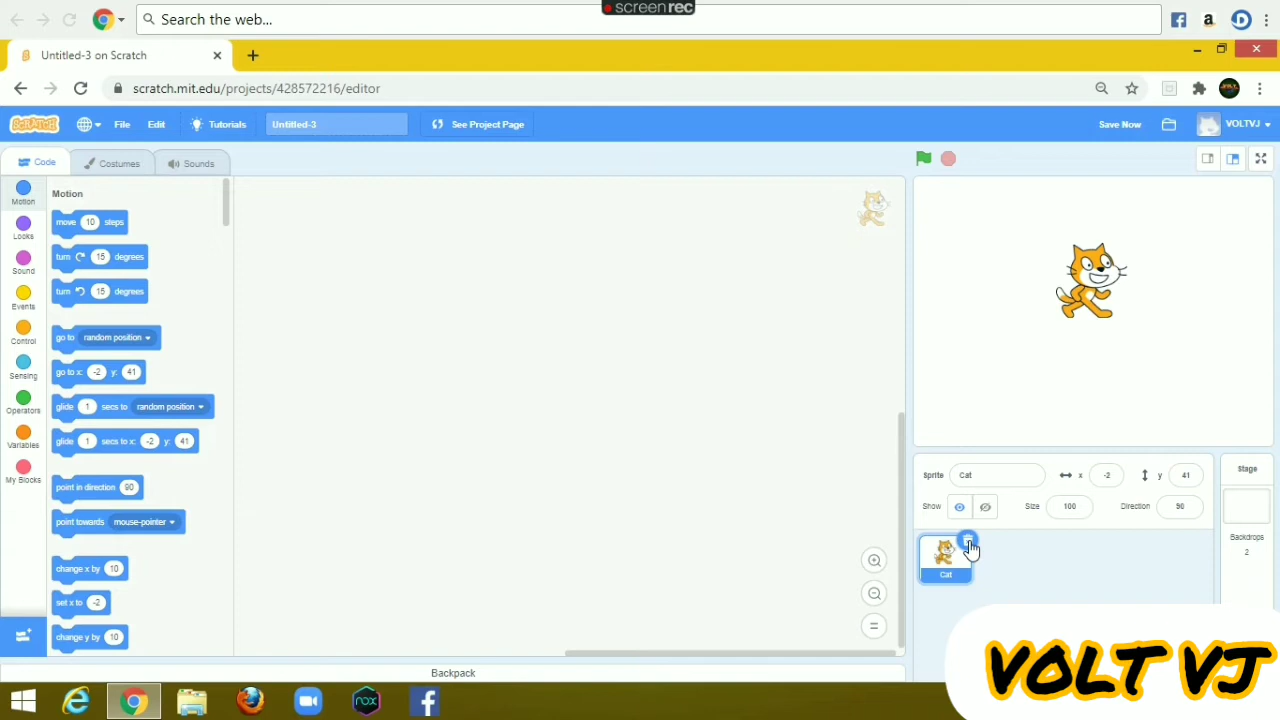 screenrec
Search the web...
Untitled-3 on Scratch
scratch.mit.edu/projects/428572216/editor
SCRATCH File Edit Tutorials Untitled-3 See Project Page Save Now VOLTVJ
Code Costumes Sounds
Motion
Looks
Sound
Events
Control
Sensing
Operators
Variables
My Blocks
Motion
move 10 steps
turn 15 degrees
turn 15 degrees
go to random position
go to x: -2 y: 41
glide 1 secs to random position
glide 1 secs to x: -2 y: 41
point in direction 90
point towards mouse-pointer
change x by 10
set x to -2
change y by 10
Backpack
Sprite Cat x -2 y 41
Show Size 100 Direction 90
Cat
Stage
Backdrops
2
VOLT VJ
nox